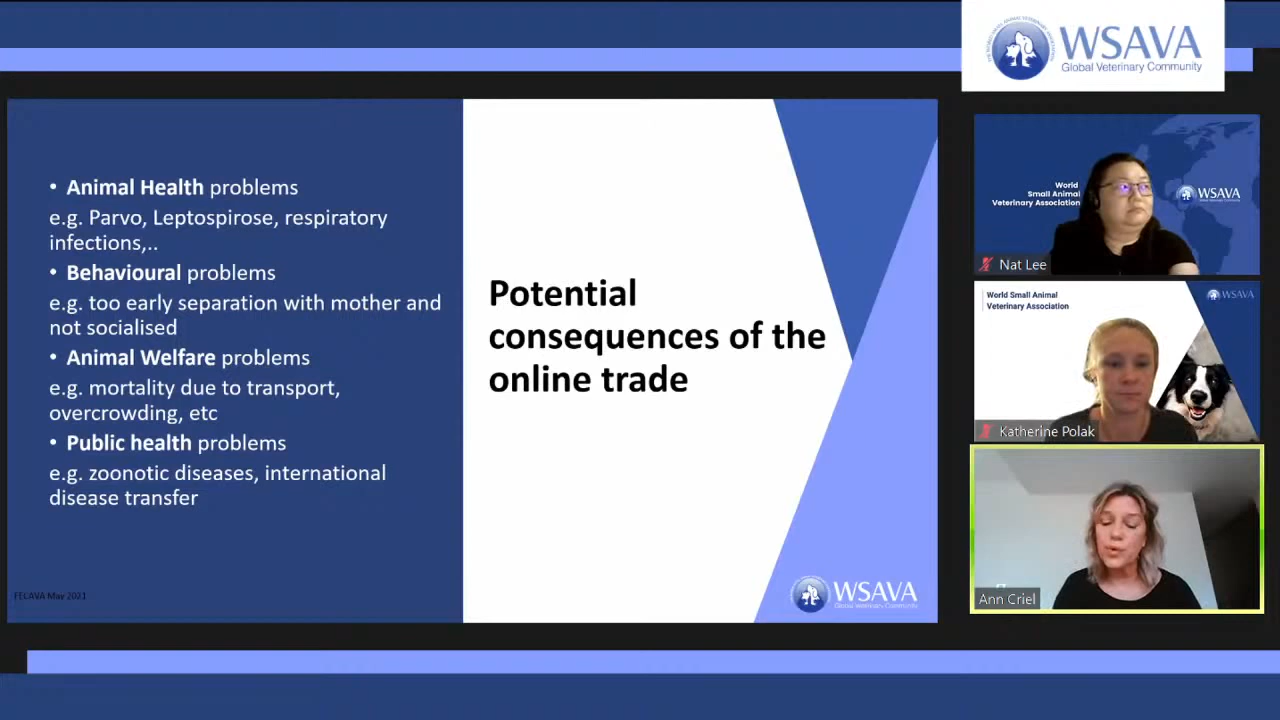 WSAVA
Global Veterinary Community
• Animal Health problems
e.g. Parvo, Leptospirose, respiratory
infections,..
• Behavioural problems
e.g. too early separation with mother and
not socialised
• Animal Welfare problems
e.g. mortality due to transport,
overcrowding, etc
• Public health problems
e.g. zoonotic diseases, international
disease transfer
FECAVA May 2021
Potential
consequences of the
online trade
WSAVA
Global Veterinary Community
World
Small Animal
Veterinary Association
WSAVA
Nat Lee
World Small Animal
Veterinary Association
WSAVA
Katherine Polak
Ann Criel